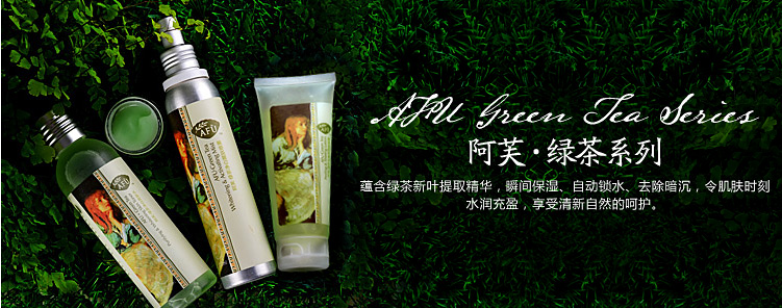 AFU Green Tea Series
阿芙·绿茶系列
蕴含绿茶新叶提取精华，瞬间保湿、自动锁水、去除暗沉，令肌肤时刻
水润充盈，享受清新自然的呵护。
AFU
AFU